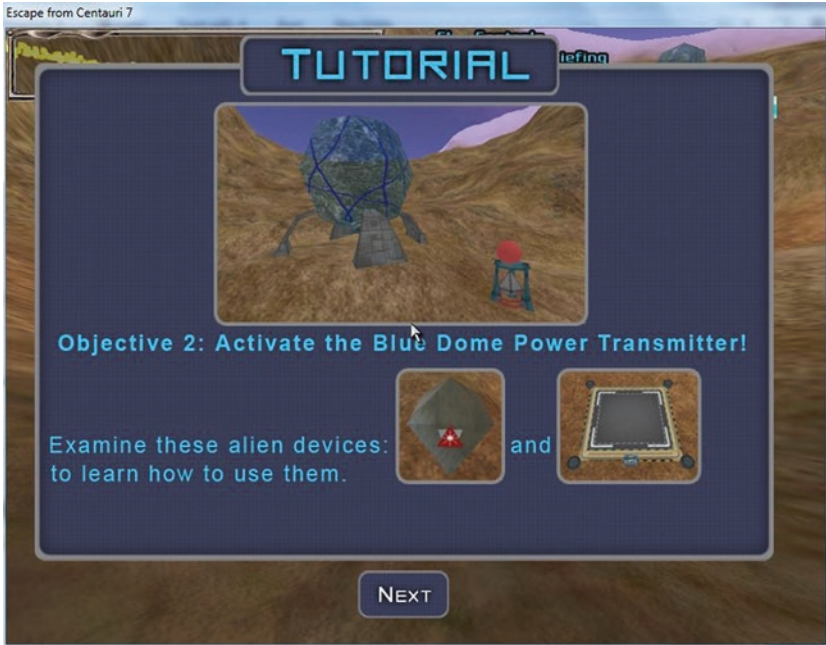 Escape from Centauri 7
iefing
TUTORIAL
Objective 2: Activate the Blue Dome Power Transmitter!
Examine these alien devices: and
to learn how to use them.
NEXT